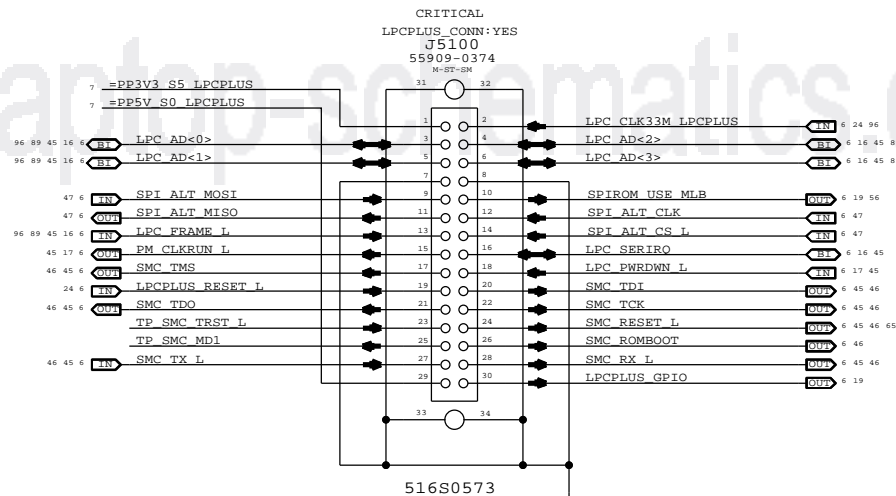 laptop-schematics.c
CRITICAL
LPCPLUS_CONN:YES
J5100
55909-0374
M-ST-SM
31 32
7 =PP3V3_S5_LPCPLUS
7 =PP5V_S0_LPCPLUS
1 2 LPC_CLK33M_LPCPLUS IN 6 24 96
96 89 45 16 6 BI LPC_AD<0> 3 4 LPC_AD<2> BI 6 16 45 8
96 89 45 16 6 BI LPC_AD<1> 5 6 LPC_AD<3> BI 6 16 45 8
7 8
47 6 IN SPI_ALT_MOSI 9 10 SPIROM_USE_MLB OUT 6 19 56
47 6 OUT SPI_ALT_MISO 11 12 SPI_ALT_CLK IN 6 47
96 89 45 16 6 IN LPC_FRAME_L 13 14 SPI_ALT_CS_L IN 6 47
45 17 6 OUT PM_CLKRUN_L 15 16 LPC_SERIRQ BI 6 16 45
46 45 6 OUT SMC_TMS 17 18 LPC_PWRDWN_L IN 6 17 45
24 6 IN LPCPLUS_RESET_L 19 20 SMC_TDI OUT 6 45 46
46 45 6 OUT SMC_TDO 21 22 SMC_TCK OUT 6 45 46
TP_SMC_TRST_L 23 24 SMC_RESET_L OUT 6 45 46 65
TP_SMC_MD1 25 26 SMC_ROMBOOT OUT 6 46
46 45 6 IN SMC_TX_L 27 28 SMC_RX_L OUT 6 45 46
29 30 LPCPLUS_GPIO OUT 6 19
33 34
516S0573